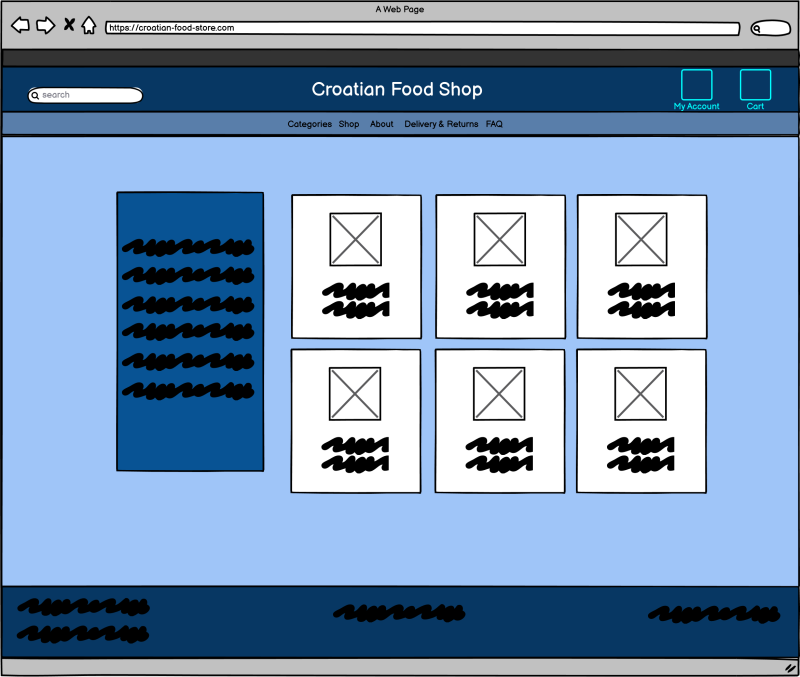 A Web Page
https://croatian-food-store.com
search
Croatian Food Shop
My Account
Cart
Categories Shop About Delivery & Returns FAQ